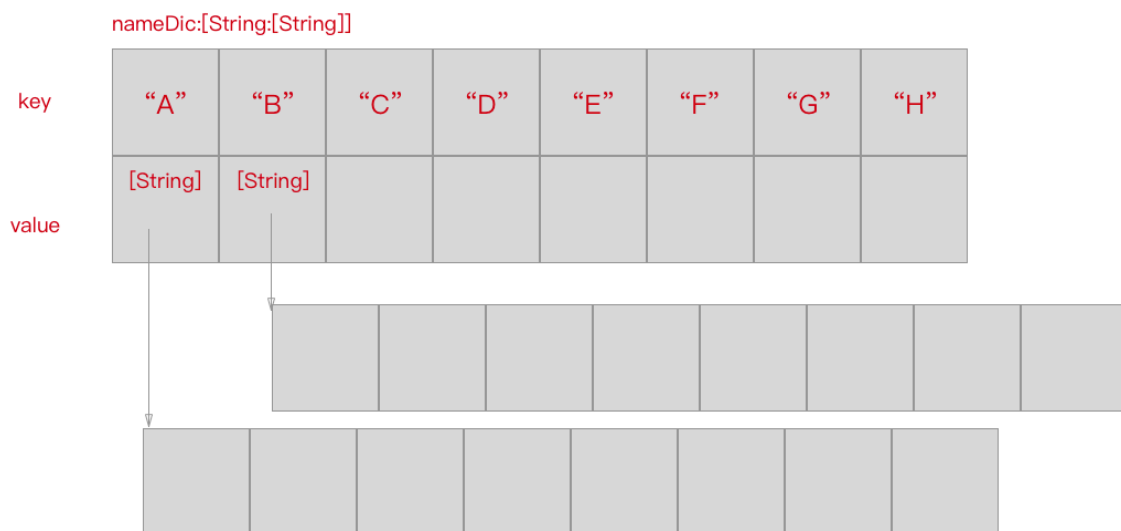 nameDic:[String:[String]]
key “A” “B” “C” “D” “E” “F” “G” “H”
[String] [String]
value